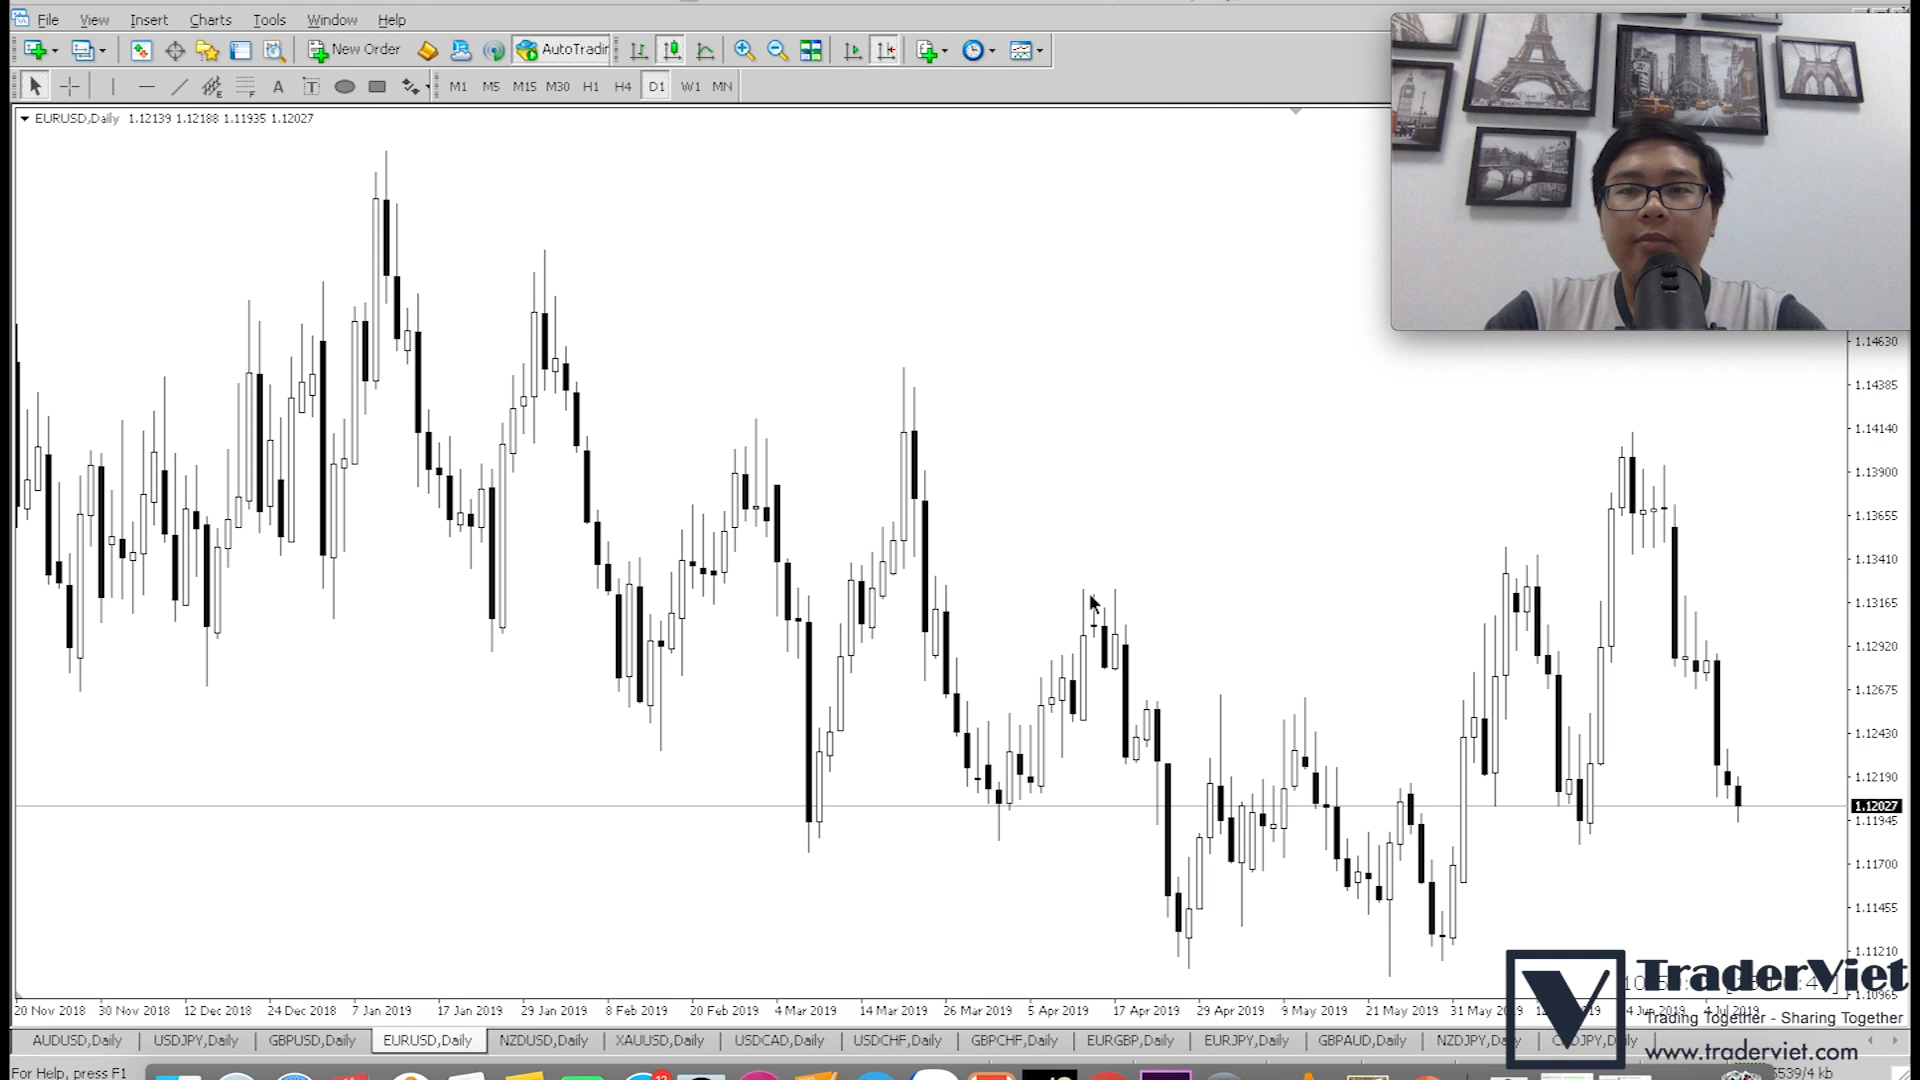 File View Insert Charts Tools Window Help
New Order AutoTradin
A T M1 M5 M15 M30 H1 H4 D1 W1 MN
EURUSD,Daily 1.12139 1.12188 1.11935 1.12027
1.14630
1.14385
1.14140
1.13900
1.13655
1.13410
1.13165
1.12920
1.12675
1.12430
1.12190
1.12027
1.11945
1.11700
1.11455
1.11210
1.10965
TraderViet
Trading Together - Sharing Together
www.traderviet.com
20 Nov 2018 30 Nov 2018 12 Dec 2018 24 Dec 2018 7 Jan 2019 17 Jan 2019 29 Jan 2019 8 Feb 2019 20 Feb 2019 4 Mar 2019 14 Mar 2019 26 Mar 2019 5 Apr 2019 17 Apr 2019 29 Apr 2019 9 May 2019 21 May 2019 31 May 2019
AUDUSD,Daily USDJPY,Daily GBPUSD,Daily EURUSD,Daily NZDUSD,Daily XAUUSD,Daily USDCAD,Daily USDCHF,Daily GBPCHF,Daily EURGBP,Daily EURJPY,Daily GBPAUD,Daily
For Help, press F1
5539/4 kb